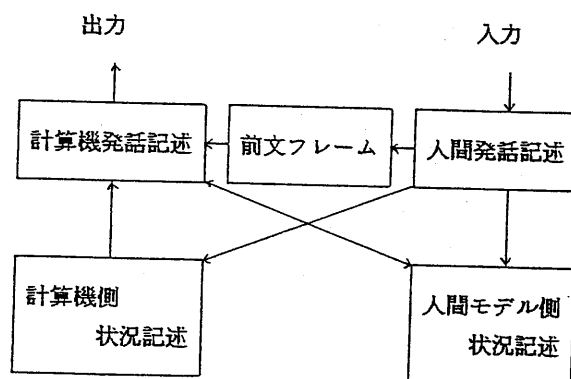 出力
入力
計算機発話記述
前文フレーム
人間発話記述
計算機側
状況記述
人間モデル側
状況記述